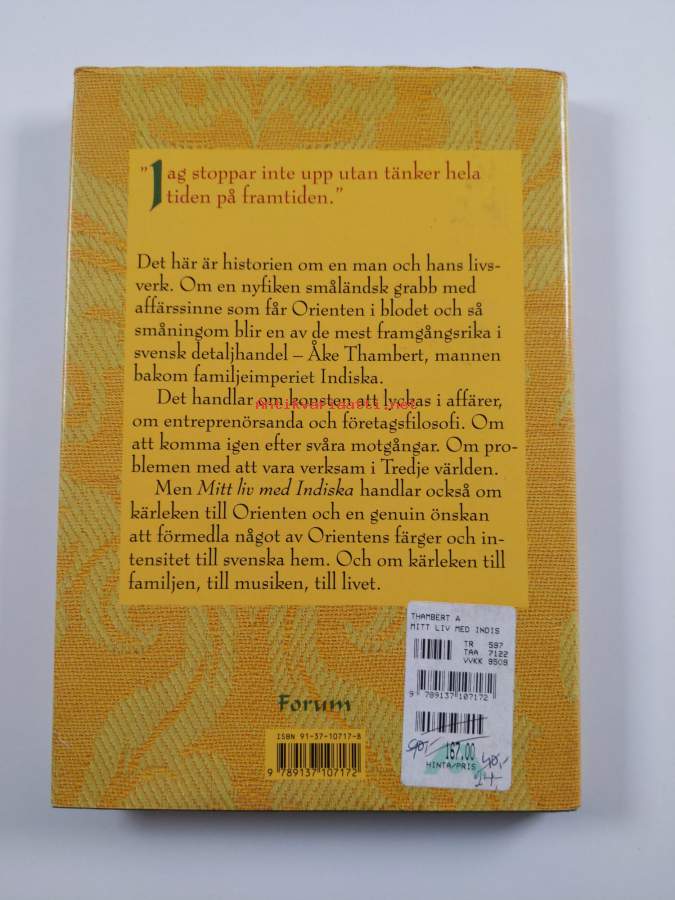 "Jag stoppar inte upp utan tänker hela
tiden på framtiden."
Det här är historien om en man och hans livs-
verk. Om en nyfiken småländsk grabb med
affärssinne som får Orienten i blodet och så
småningom blir en av de mest framgångsrika i
svensk detaljhandel – Åke Thambert, mannen
bakom familjeimperiet Indiska.
Det handlar om konsten att lyckas i affärer,
antikvariaatti.net
om entreprenörsanda och företagsfilosofi. Om
att komma igen efter svåra motgångar. Om pro-
blemen med att vara verksam i Tredje världen.
Men Mitt liv med Indiska handlar också om
kärleken till Orienten och en genuin önskan
att förmedla något av Orientens färger och in-
tensitet till svenska hem. Och om kärleken till
familjen, till musiken, till livet.
THAMBERT A
MITT LIV MED INDIS
TR 597
TAA 7122
VVKK 9509
9 789137 107172
167.00
HINTA/PRIS
Forum
ISBN 91-37-10717-8
9 789137 107172